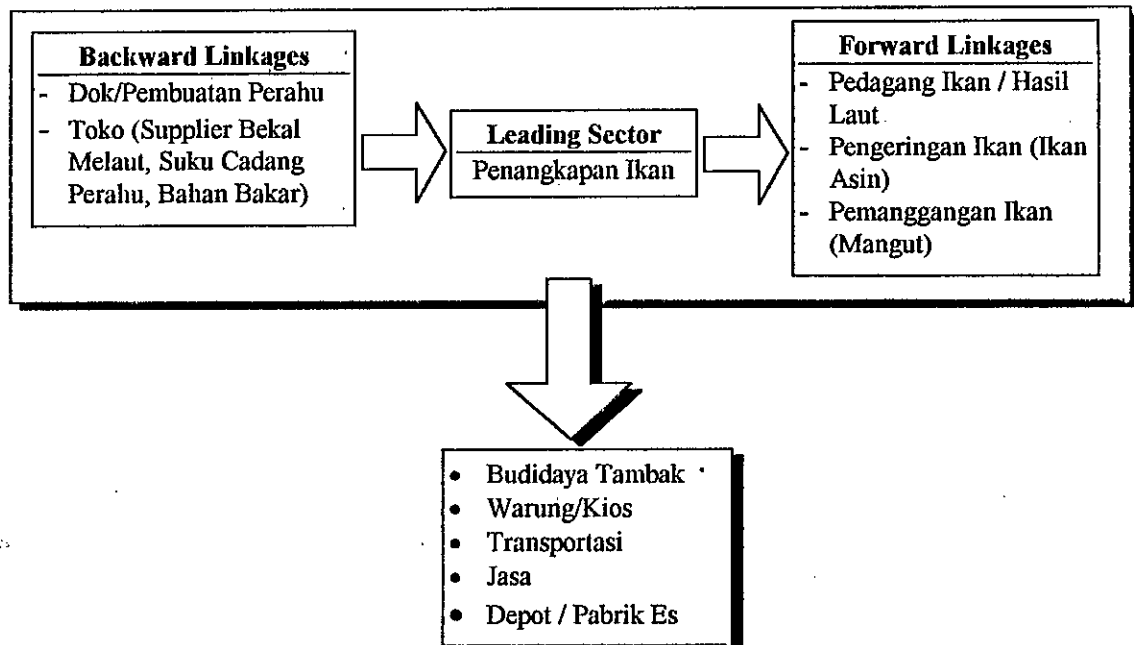 Backward Linkages
- Dok/Pembuatan Perahu
- Toko (Supplier Bekal
Melaut, Suku Cadang
Perahu, Bahan Bakar)
Leading Sector
Penangkapan Ikan
Forward Linkages
- Pedagang Ikan / Hasil
Laut
- Pengeringan Ikan (Ikan
Asin)
- Pemanggangan Ikan
(Mangut)
• Budidaya Tambak
• Warung/Kios
• Transportasi
• Jasa
• Depot / Pabrik Es